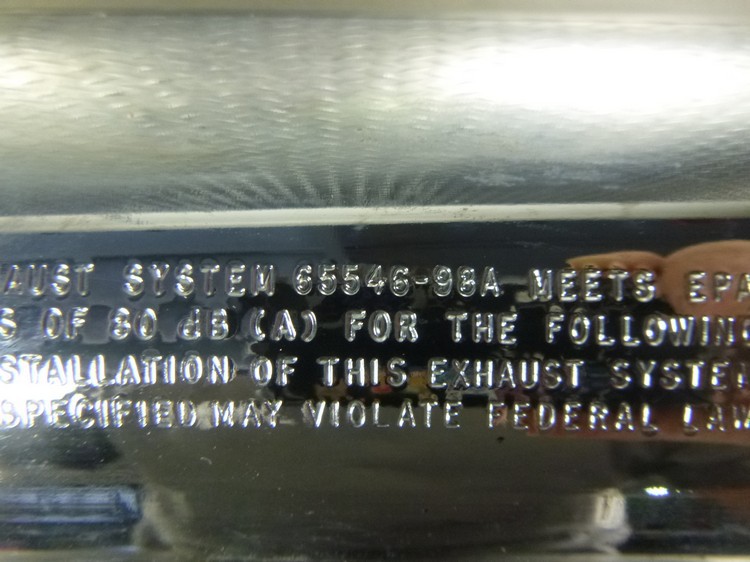 AUST SYSTEM 65546-98A MEETS EPA
S OF 80 dB (A) FOR THE FOLLOWING
STALLATION OF THIS EXHAUST SYSTEM
SPECIFIED MAY VIOLATE FEDERAL LAW